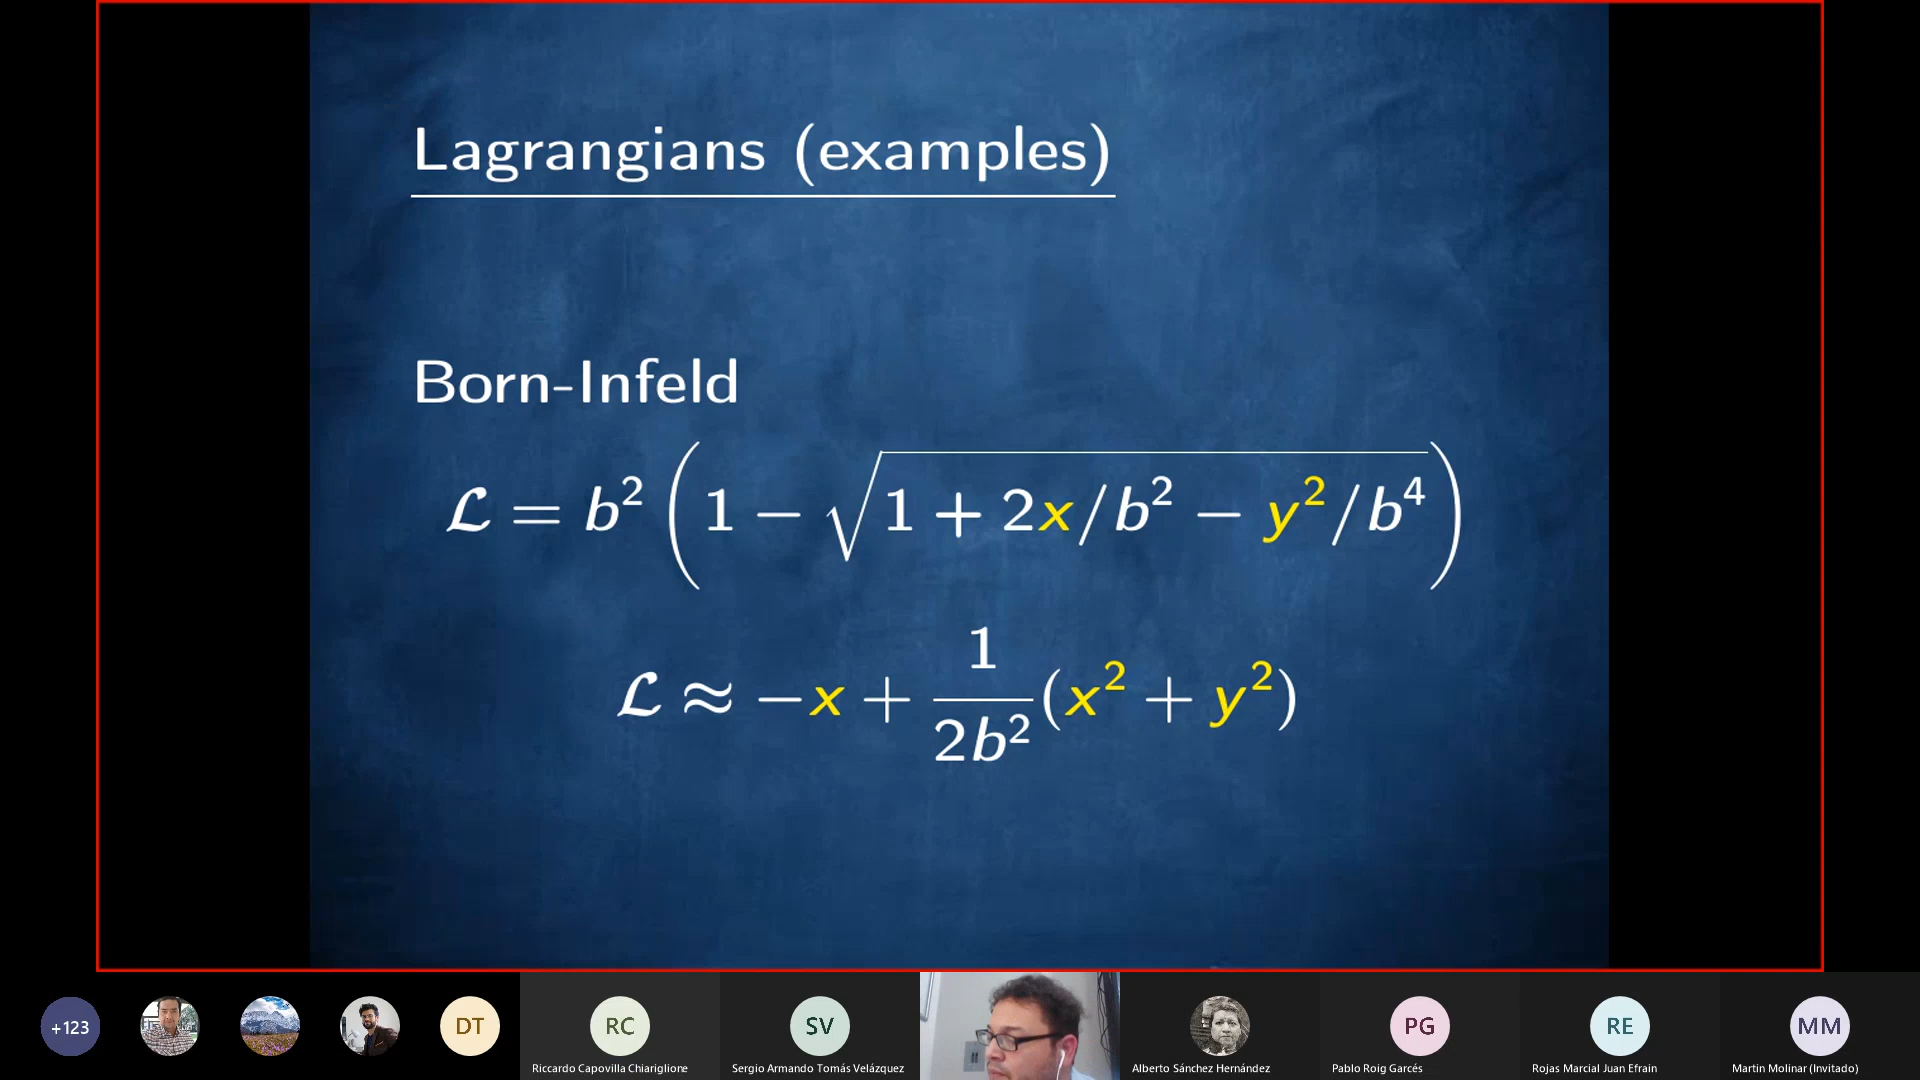 Lagrangians (examples)
Born-Infeld
ℒ = b² (1 − √(1 + 2x/b² − y²/b⁴))
ℒ ≈ −x + 1/(2b²) (x² + y²)
+123
DT
RC
SV
PG
RE
MM
Riccardo Capovilla Chiariglione
Sergio Armando Tomás Velázquez
Alberto Sánchez Hernández
Pablo Roig Garcés
Rojas Marcial Juan Efrain
Martin Molinar (Invitado)